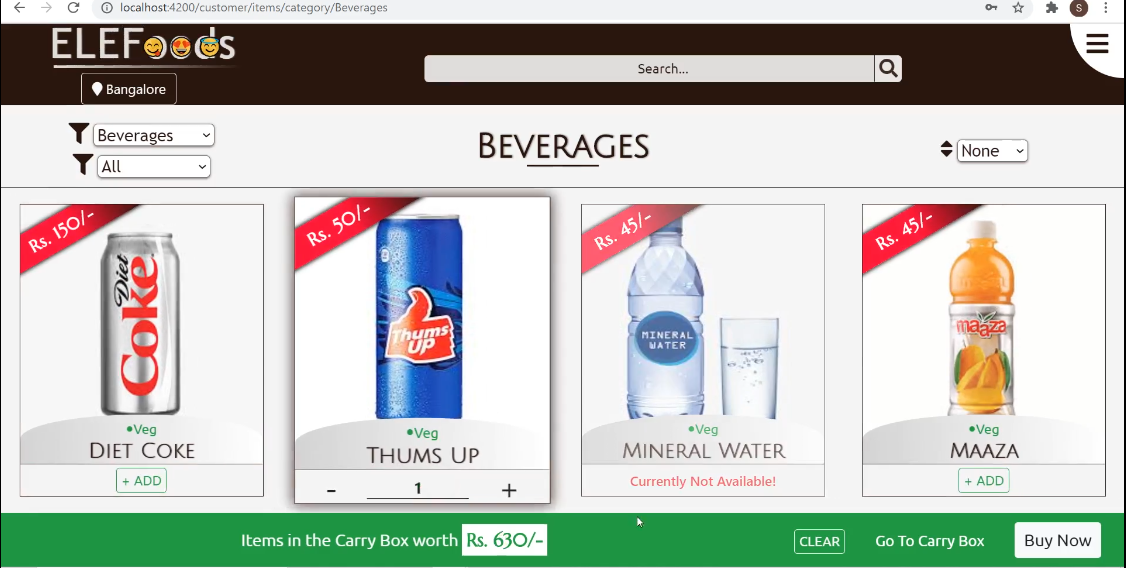 localhost:4200/customer/items/category/Beverages
S
ELEFoods
Bangalore
Search...
Beverages
All
BEVERAGES
None
Rs. 150/-
Diet
Coke
Veg
DIET COKE
+ ADD
Rs. 50/-
Thums
UP
Veg
THUMS UP
- 1 +
Rs. 45/-
MINERAL
WATER
Veg
MINERAL WATER
Currently Not Available!
Rs. 45/-
maaza
Veg
MAAZA
+ ADD
Items in the Carry Box worth Rs. 630/-
CLEAR
Go To Carry Box
Buy Now